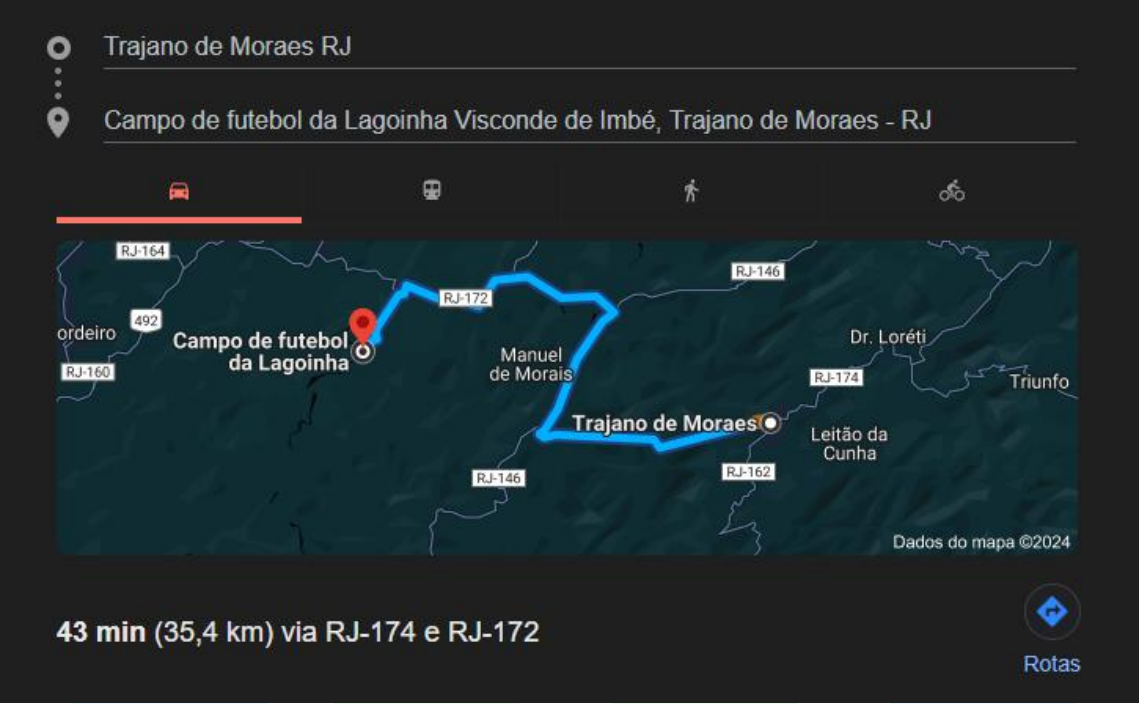 Trajano de Moraes RJ
Campo de futebol da Lagoinha Visconde de Imbé, Trajano de Moraes - RJ
RJ-164
RJ-146
RJ-172
492
ordeiro
Campo de futebol
da Lagoinha
Dr. Loréti
Manuel
de Morais
RJ-160
RJ-174
Triunfo
Trajano de Moraes
Leitão da
Cunha
RJ-146
RJ-162
Dados do mapa ©2024
43 min (35,4 km) via RJ-174 e RJ-172
Rotas